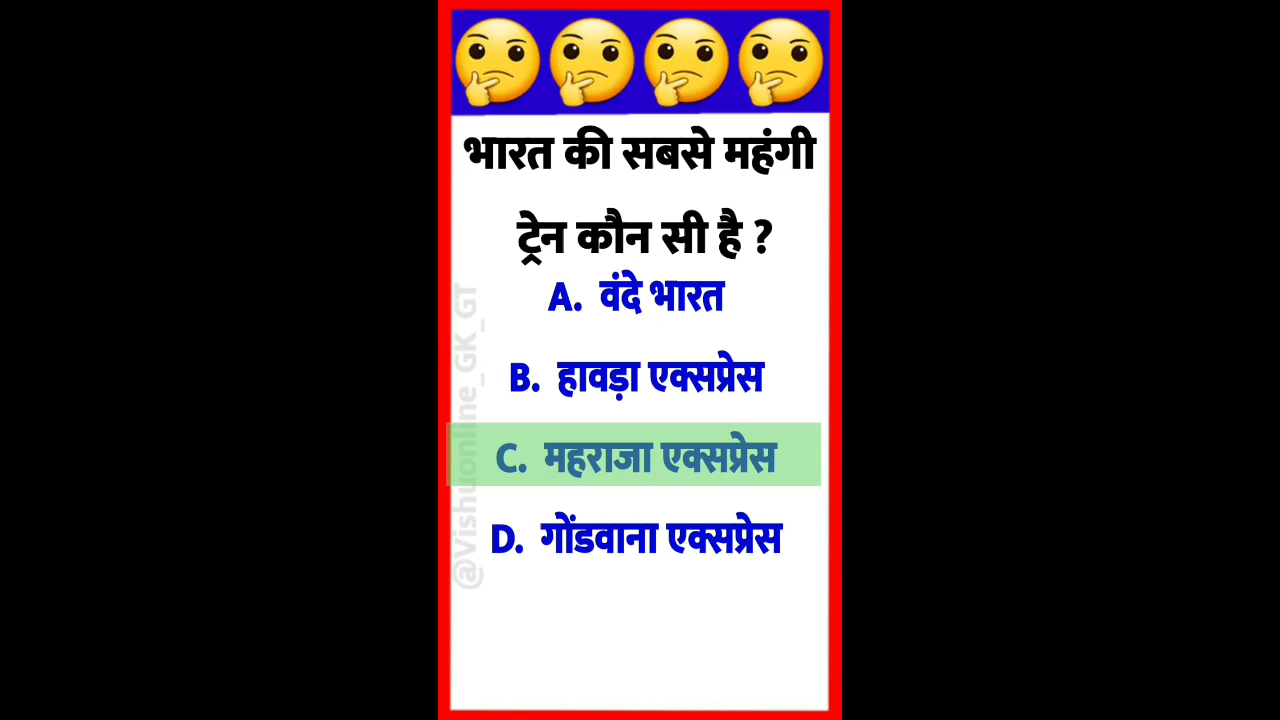 भारत की सबसे महंगी
ट्रेन कौन सी है ?
A. वंदे भारत
B. हावड़ा एक्सप्रेस
C. महराजा एक्सप्रेस
D. गोंडवाना एक्सप्रेस
@Vishuonline_GK_GT